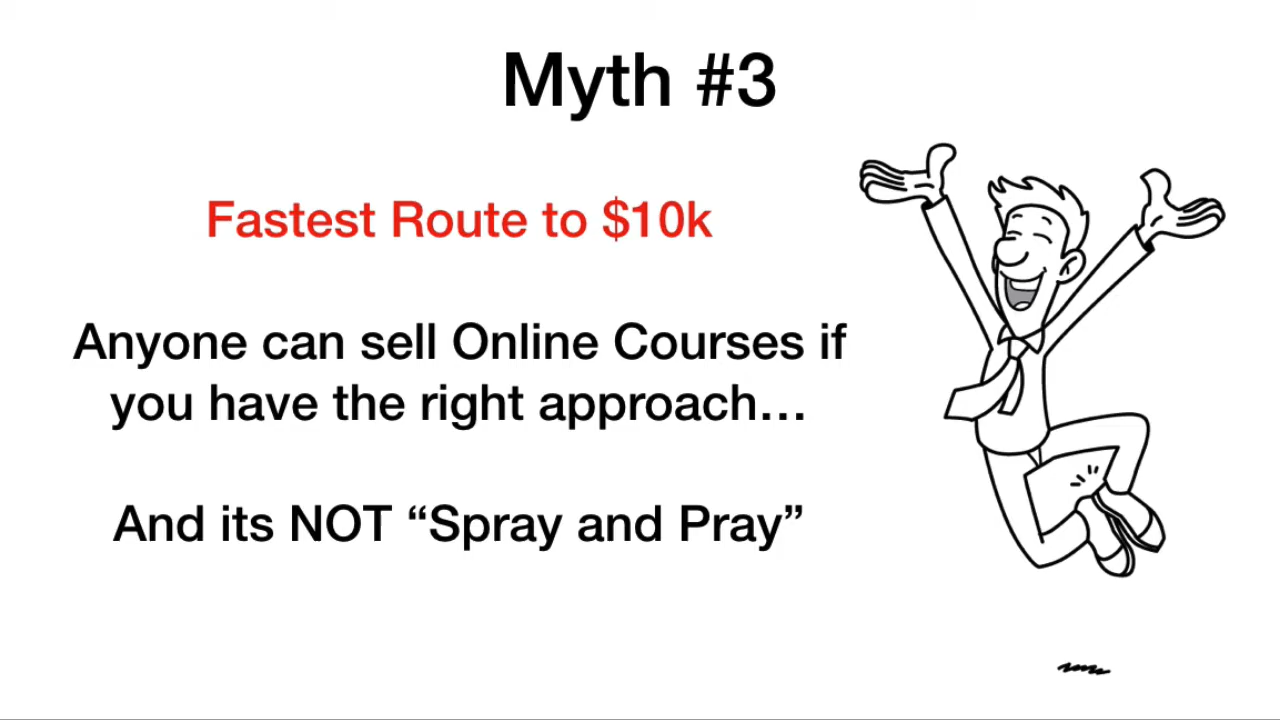 Myth #3
Fastest Route to $10k
Anyone can sell Online Courses if
you have the right approach…
And its NOT “Spray and Pray”